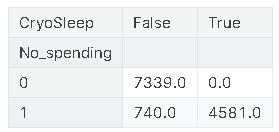 CryoSleep False True
No_spending
0 7339.0 0.0
1 740.0 4581.0